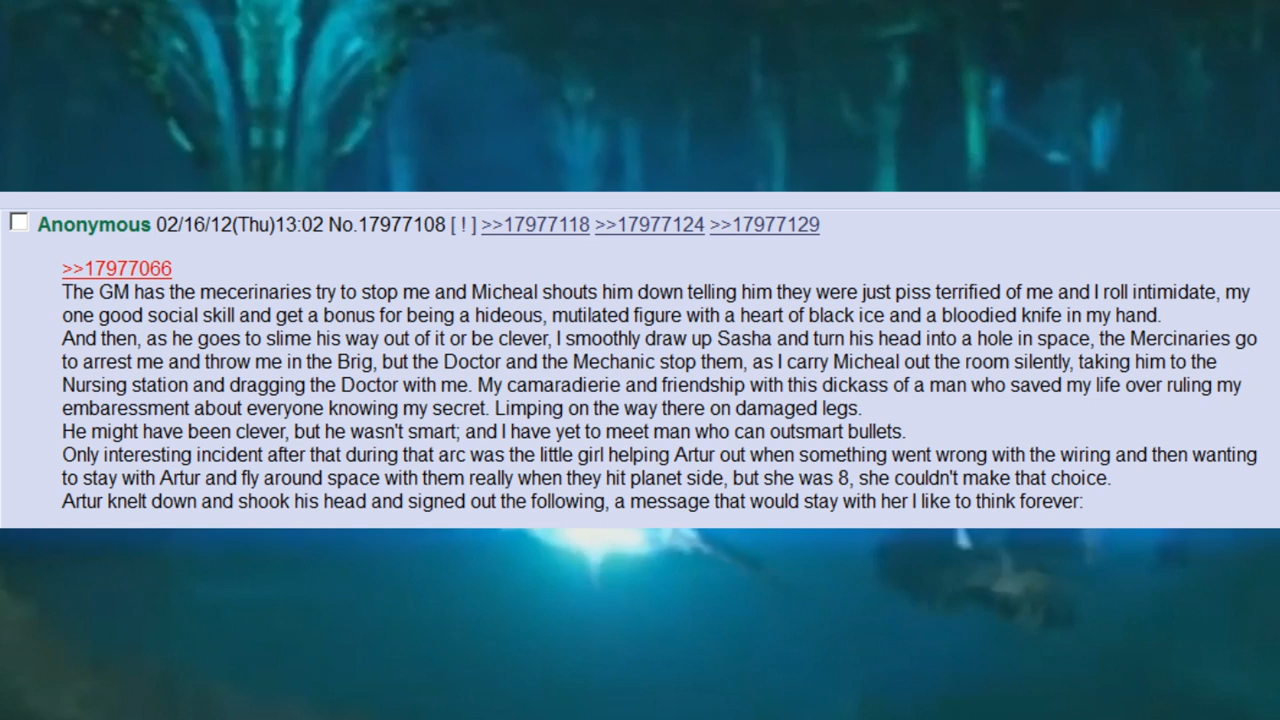 Anonymous 02/16/12(Thu)13:02 No.17977108 [ ! ] >>17977118 >>17977124 >>17977129
>>17977066
The GM has the mecerinaries try to stop me and Micheal shouts him down telling him they were just piss terrified of me and I roll intimidate, my
one good social skill and get a bonus for being a hideous, mutilated figure with a heart of black ice and a bloodied knife in my hand.
And then, as he goes to slime his way out of it or be clever, I smoothly draw up Sasha and turn his head into a hole in space, the Mercinaries go
to arrest me and throw me in the Brig, but the Doctor and the Mechanic stop them, as I carry Micheal out the room silently, taking him to the
Nursing station and dragging the Doctor with me. My camaradierie and friendship with this dickass of a man who saved my life over ruling my
embaressment about everyone knowing my secret. Limping on the way there on damaged legs.
He might have been clever, but he wasn't smart; and I have yet to meet man who can outsmart bullets.
Only interesting incident after that during that arc was the little girl helping Artur out when something went wrong with the wiring and then wanting
to stay with Artur and fly around space with them really when they hit planet side, but she was 8, she couldn't make that choice.
Artur knelt down and shook his head and signed out the following, a message that would stay with her I like to think forever: